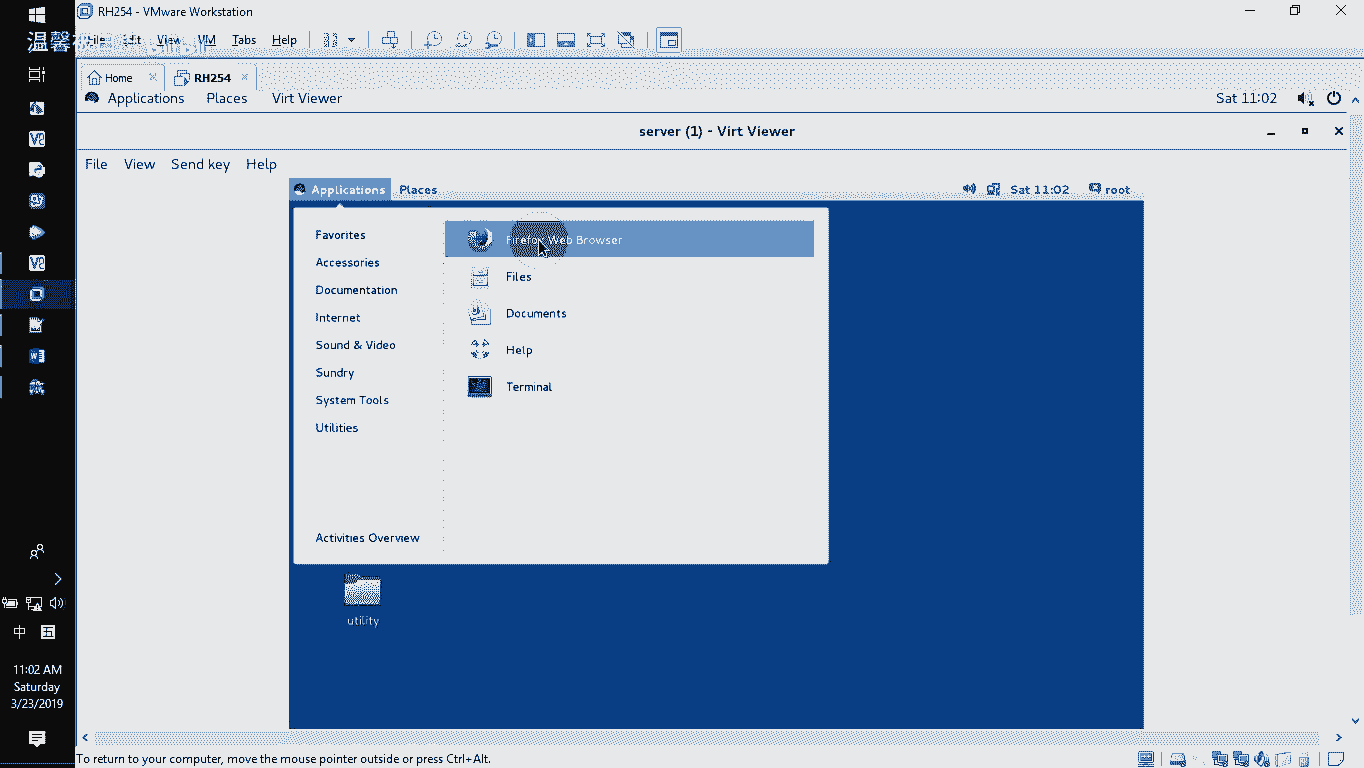 RH254 - VMware Workstation
温馨
File Edit View VM Tabs Help
Home RH254
Applications Places Virt Viewer Sat 11:02
server (1) - Virt Viewer
File View Send key Help
Applications Places Sat 11:02 root
Favorites
Accessories
Documentation
Internet
Sound & Video
Sundry
System Tools
Utilities
Activities Overview
Firefox Web Browser
Files
Documents
Help
Terminal
utility
中 五
11:02 AM
Saturday
3/23/2019
To return to your computer, move the mouse pointer outside or press Ctrl+Alt.